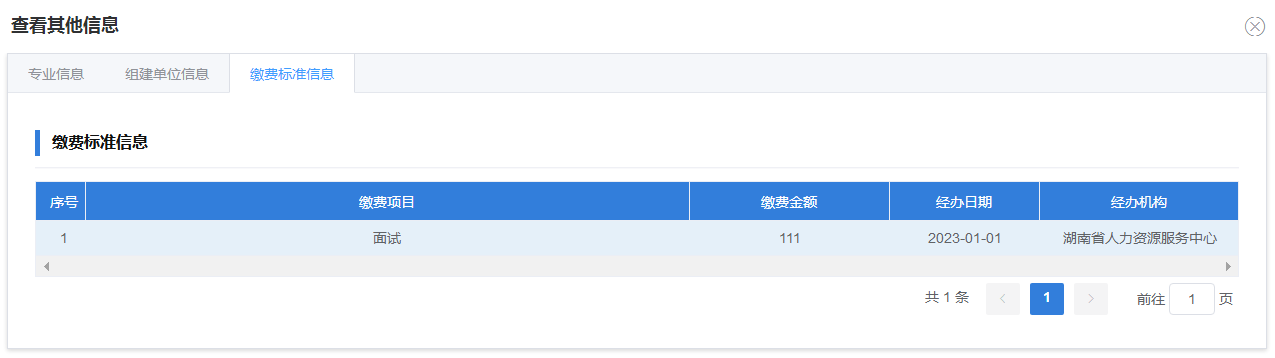 查看其他信息
专业信息 组建单位信息 缴费标准信息
缴费标准信息
序号 缴费项目 缴费金额 经办日期 经办机构
1 面试 111 2023-01-01 湖南省人力资源服务中心
共 1 条 1 前往 1 页